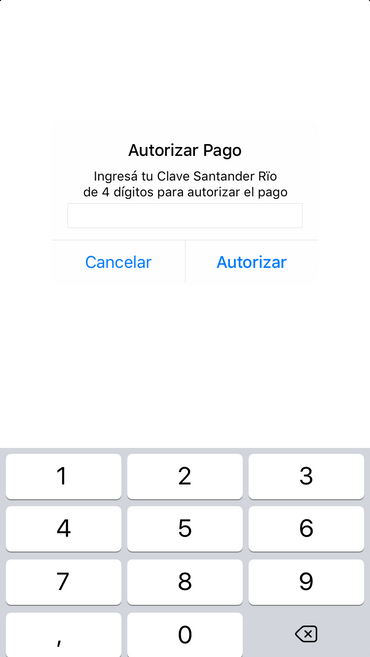 Autorizar Pago
Ingresá tu Clave Santander Rïo
de 4 dígitos para autorizar el pago
Cancelar Autorizar
1 2 3
4 5 6
7 8 9
, 0